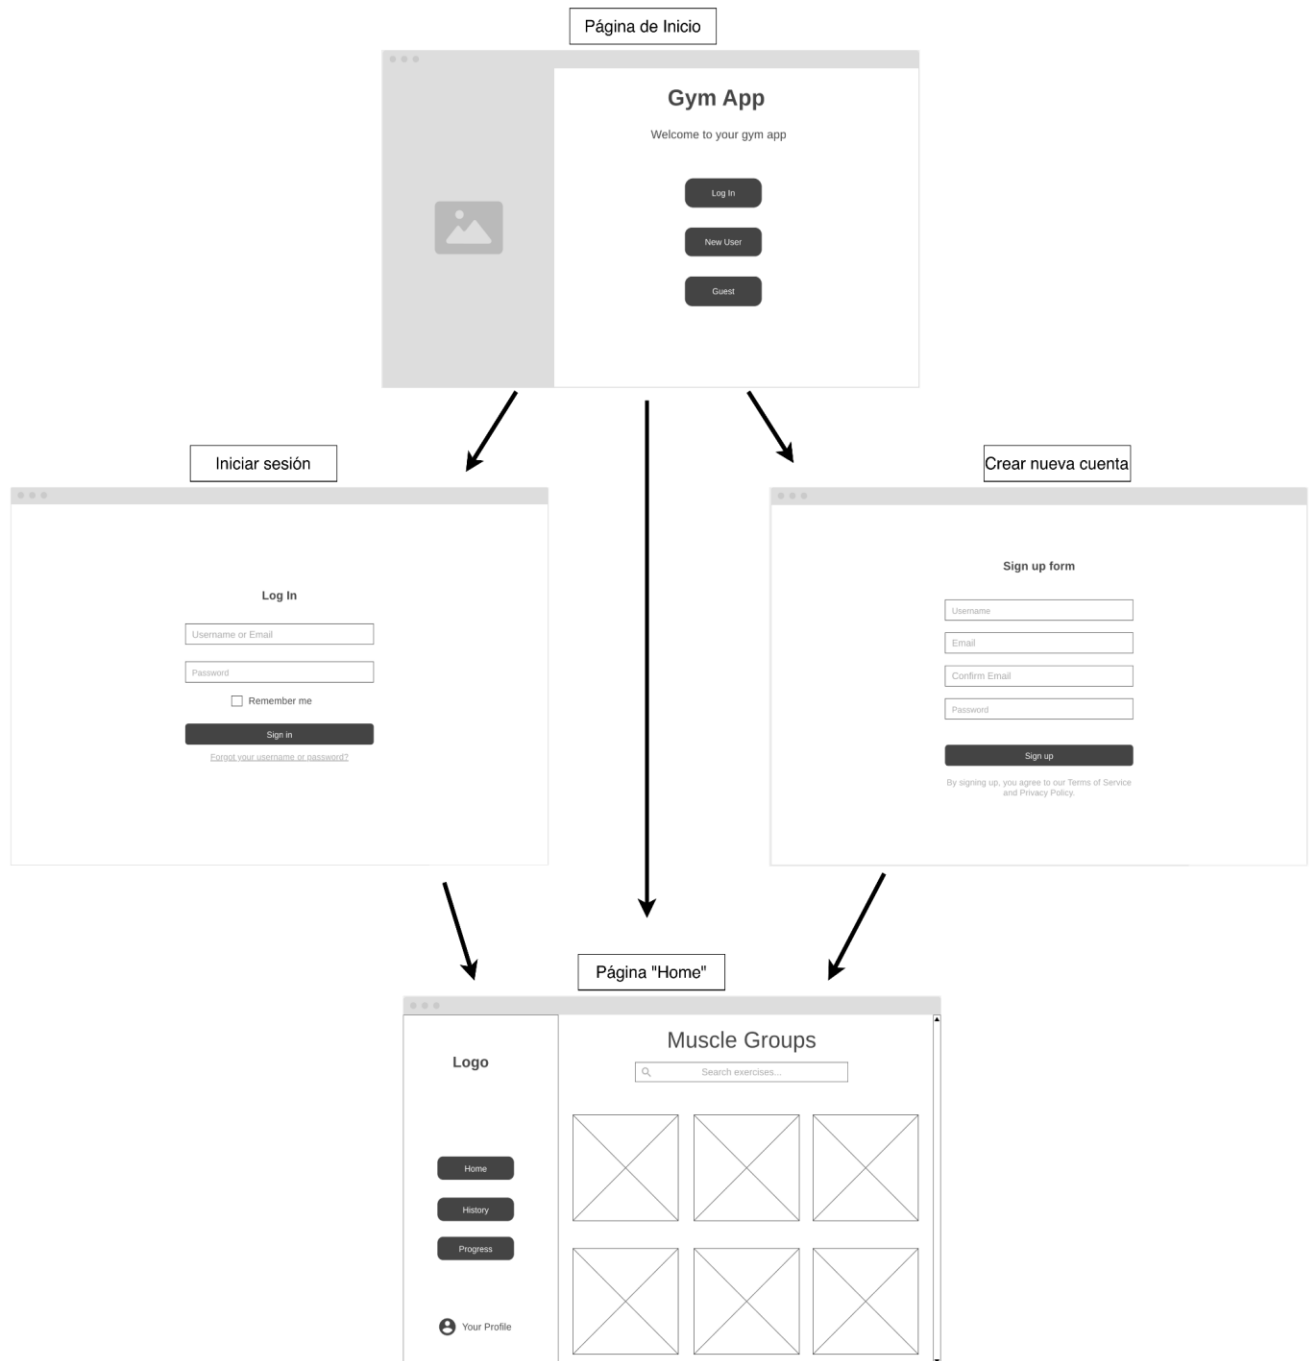 Página de Inicio
Gym App
Welcome to your gym app
Log In
New User
Guest
Iniciar sesión
Log In
Username or Email
Password
Remember me
Sign in
Forgot your username or password?
Crear nueva cuenta
Sign up form
Username
Email
Confirm Email
Password
Sign up
By signing up, you agree to our Terms of Service
and Privacy Policy.
Página "Home"
Logo
Home
History
Progress
Your Profile
Muscle Groups
Search exercises...